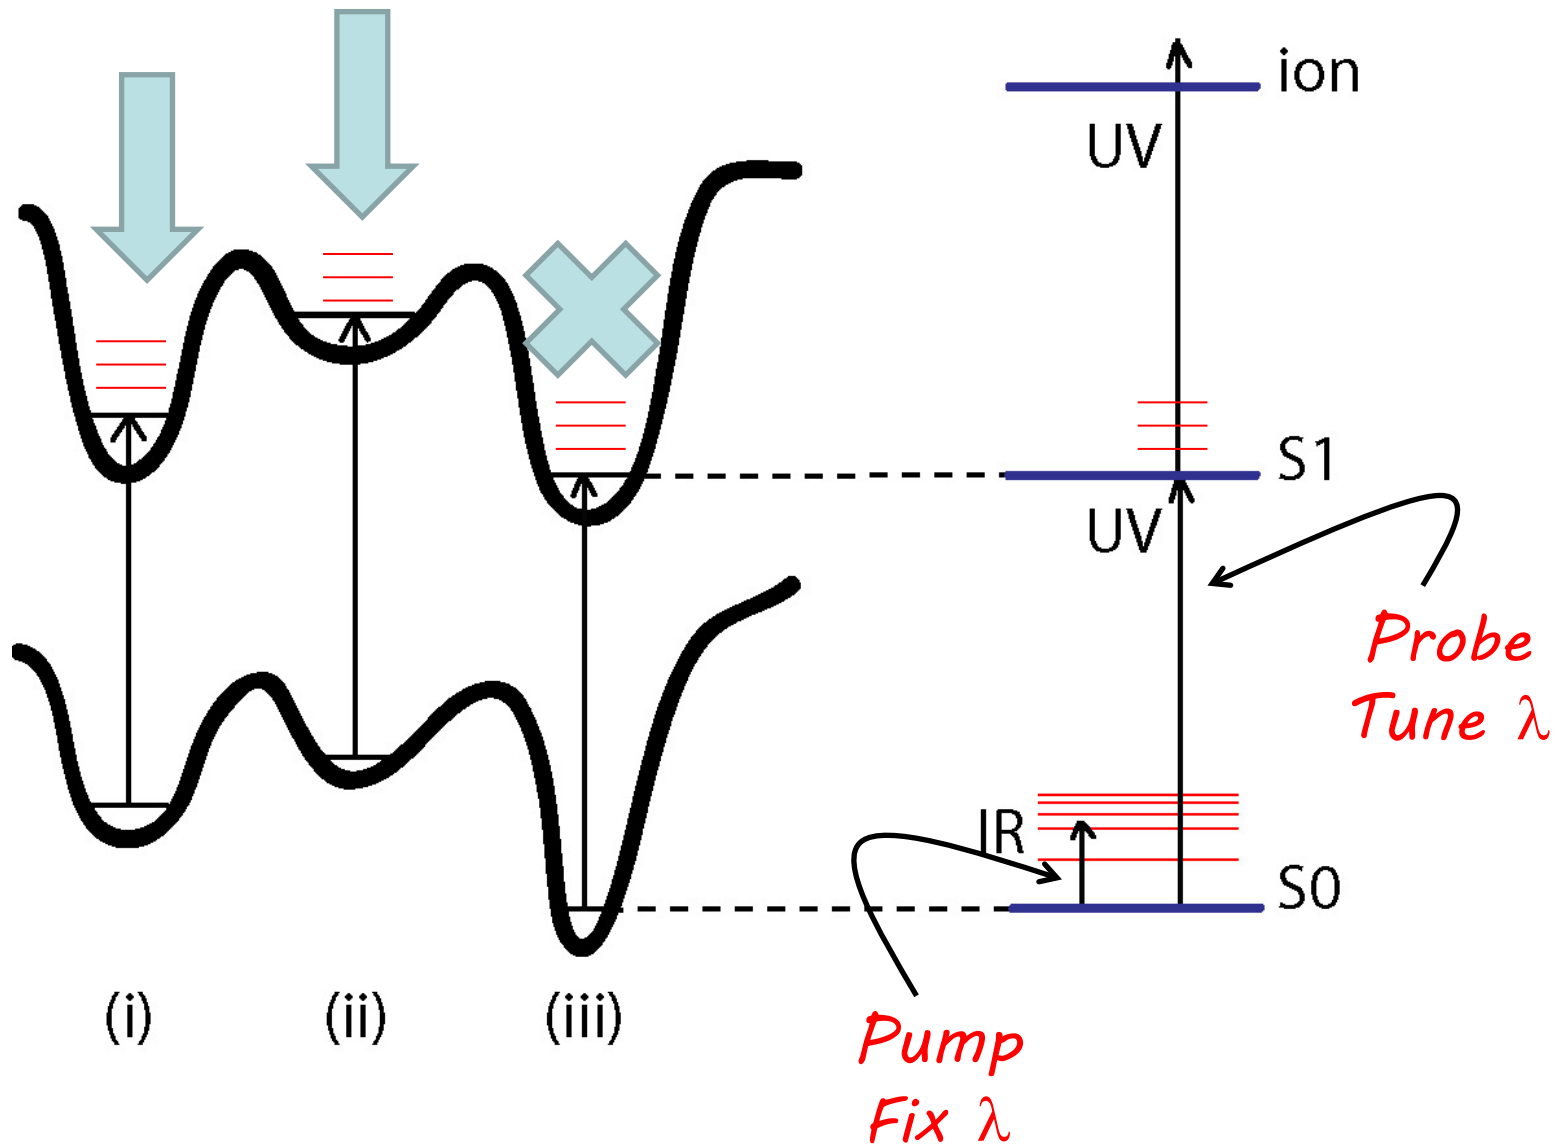 ion
UV
S1
UV
Probe
Tune λ
IR
S0
(i) (ii) (iii)
Pump
Fix λ